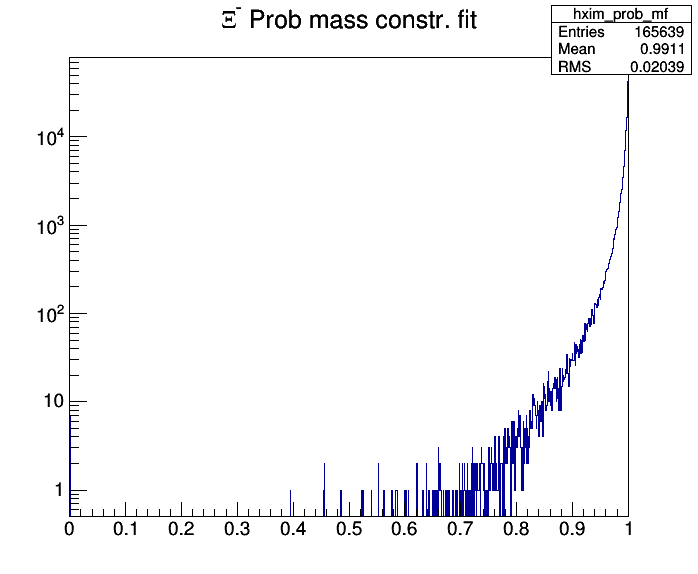 Ξ⁻ Prob mass constr. fit
hxim_prob_mf
Entries 165639
Mean 0.9911
RMS 0.02039
10⁴
10³
10²
10
1
0 0.1 0.2 0.3 0.4 0.5 0.6 0.7 0.8 0.9 1